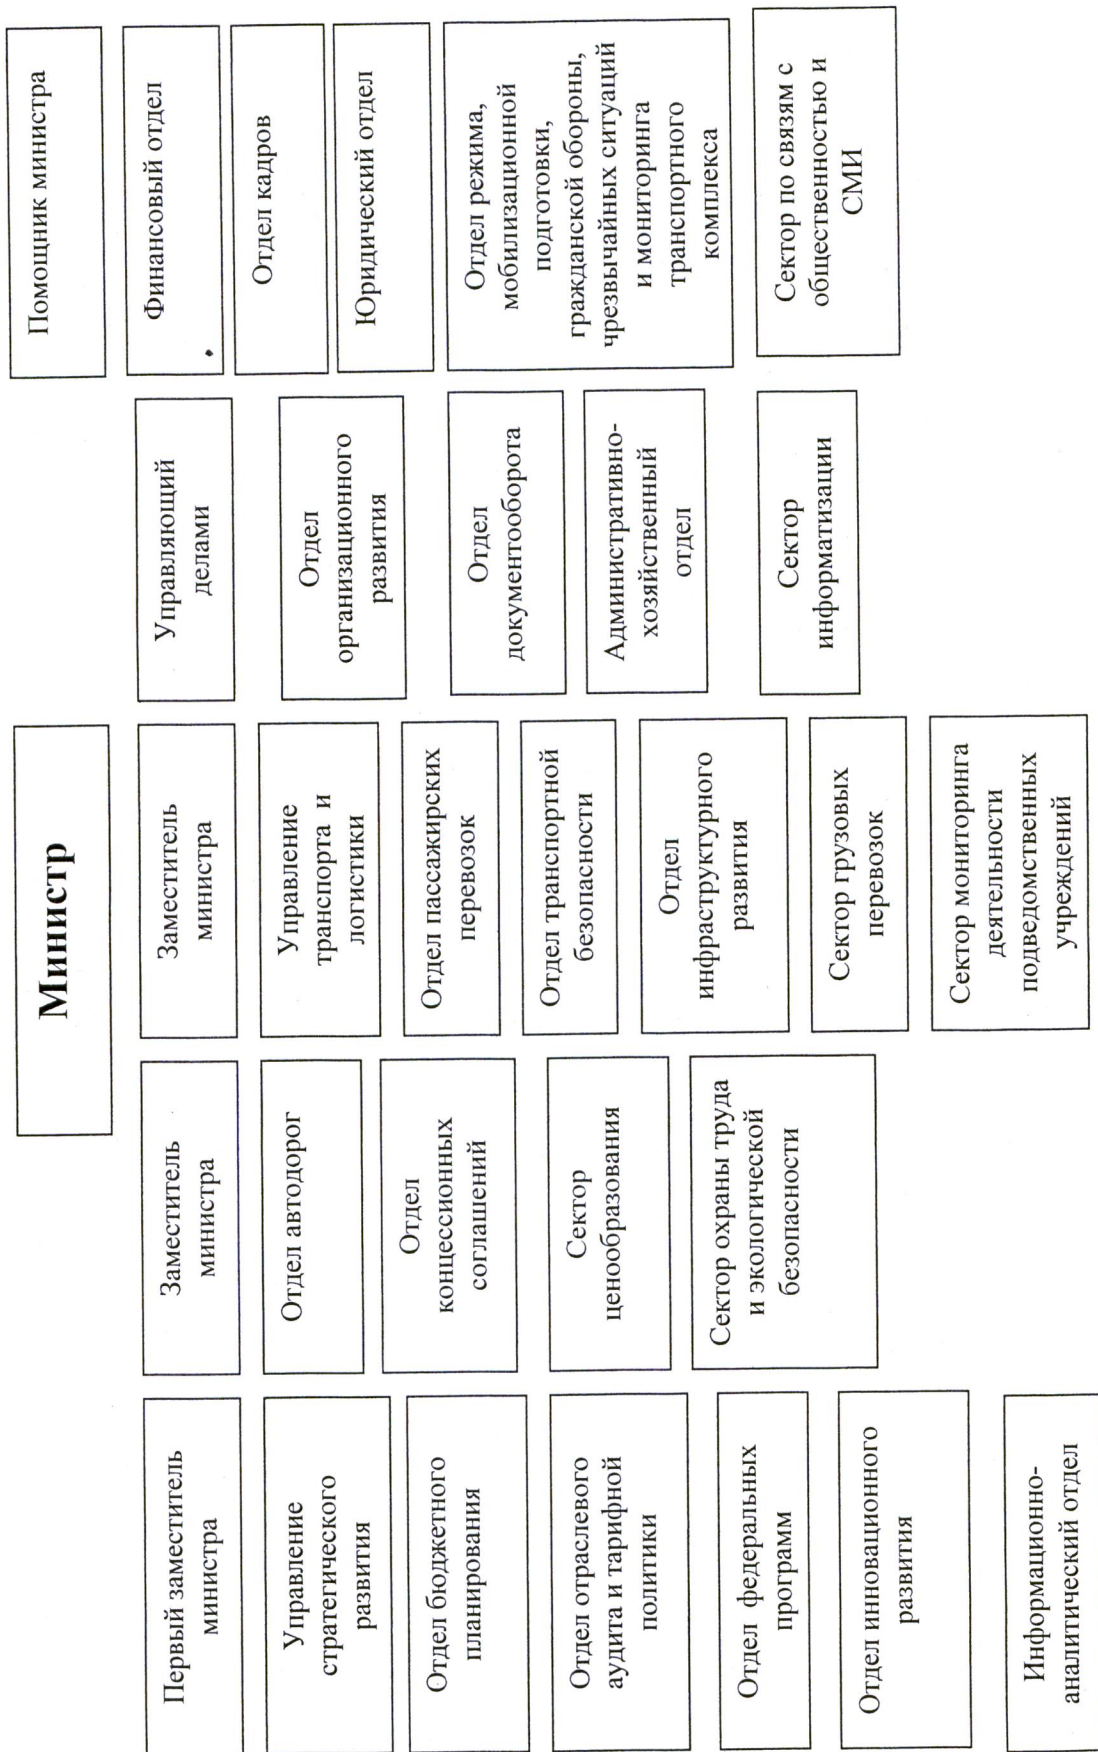 Министр
Помощник министра
Первый заместитель
министра
Управление
стратегического
развития
Отдел бюджетного
планирования
Отдел отраслевого
аудита и тарифной
политики
Отдел федеральных
программ
Отдел инновационного
развития
Информационно-
аналитический отдел
Заместитель
министра
Отдел автодорог
Отдел
концессионных
соглашений
Сектор
ценообразования
Сектор охраны труда
и экологической
безопасности
Заместитель
министра
Управление
транспорта и
логистики
Отдел пассажирских
перевозок
Отдел транспортной
безопасности
Отдел
инфраструктурного
развития
Сектор грузовых
перевозок
Сектор мониторинга
деятельности
подведомственных
учреждений
Управляющий
делами
Отдел
организационного
развития
Отдел
документооборота
Административно-
хозяйственный
отдел
Сектор
информатизации
Финансовый отдел
Отдел кадров
Юридический отдел
Отдел режима,
мобилизационной
подготовки,
гражданской обороны,
чрезвычайных ситуаций
и мониторинга
транспортного
комплекса
Сектор по связям с
общественностью и
СМИ